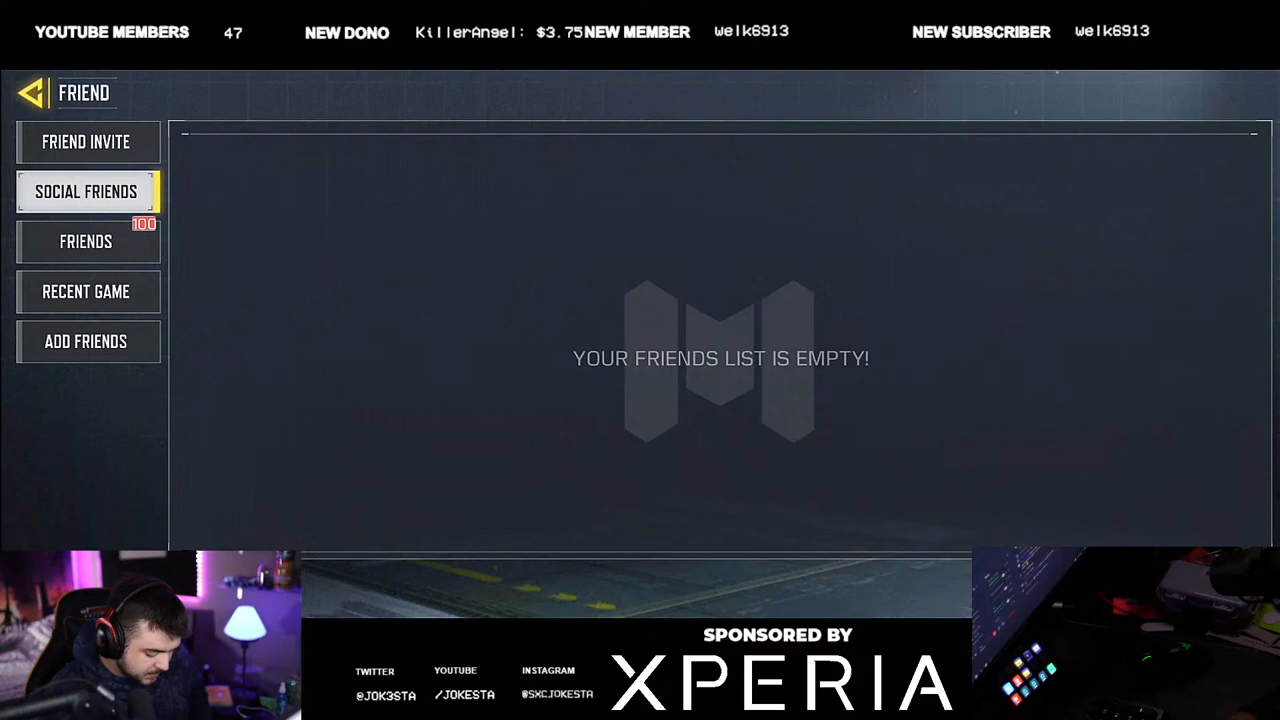 YOUTUBE MEMBERS 47 NEW DONO KillerAngel: $3.75 NEW MEMBER welk6913 NEW SUBSCRIBER welk6913
FRIEND
FRIEND INVITE
SOCIAL FRIENDS
100
FRIENDS
RECENT GAME
ADD FRIENDS
YOUR FRIENDS LIST IS EMPTY!
SPONSORED BY
XPERIA
TWITTER YOUTUBE INSTAGRAM
@JOK3STA /JOKESTA @SXCJOKESTA